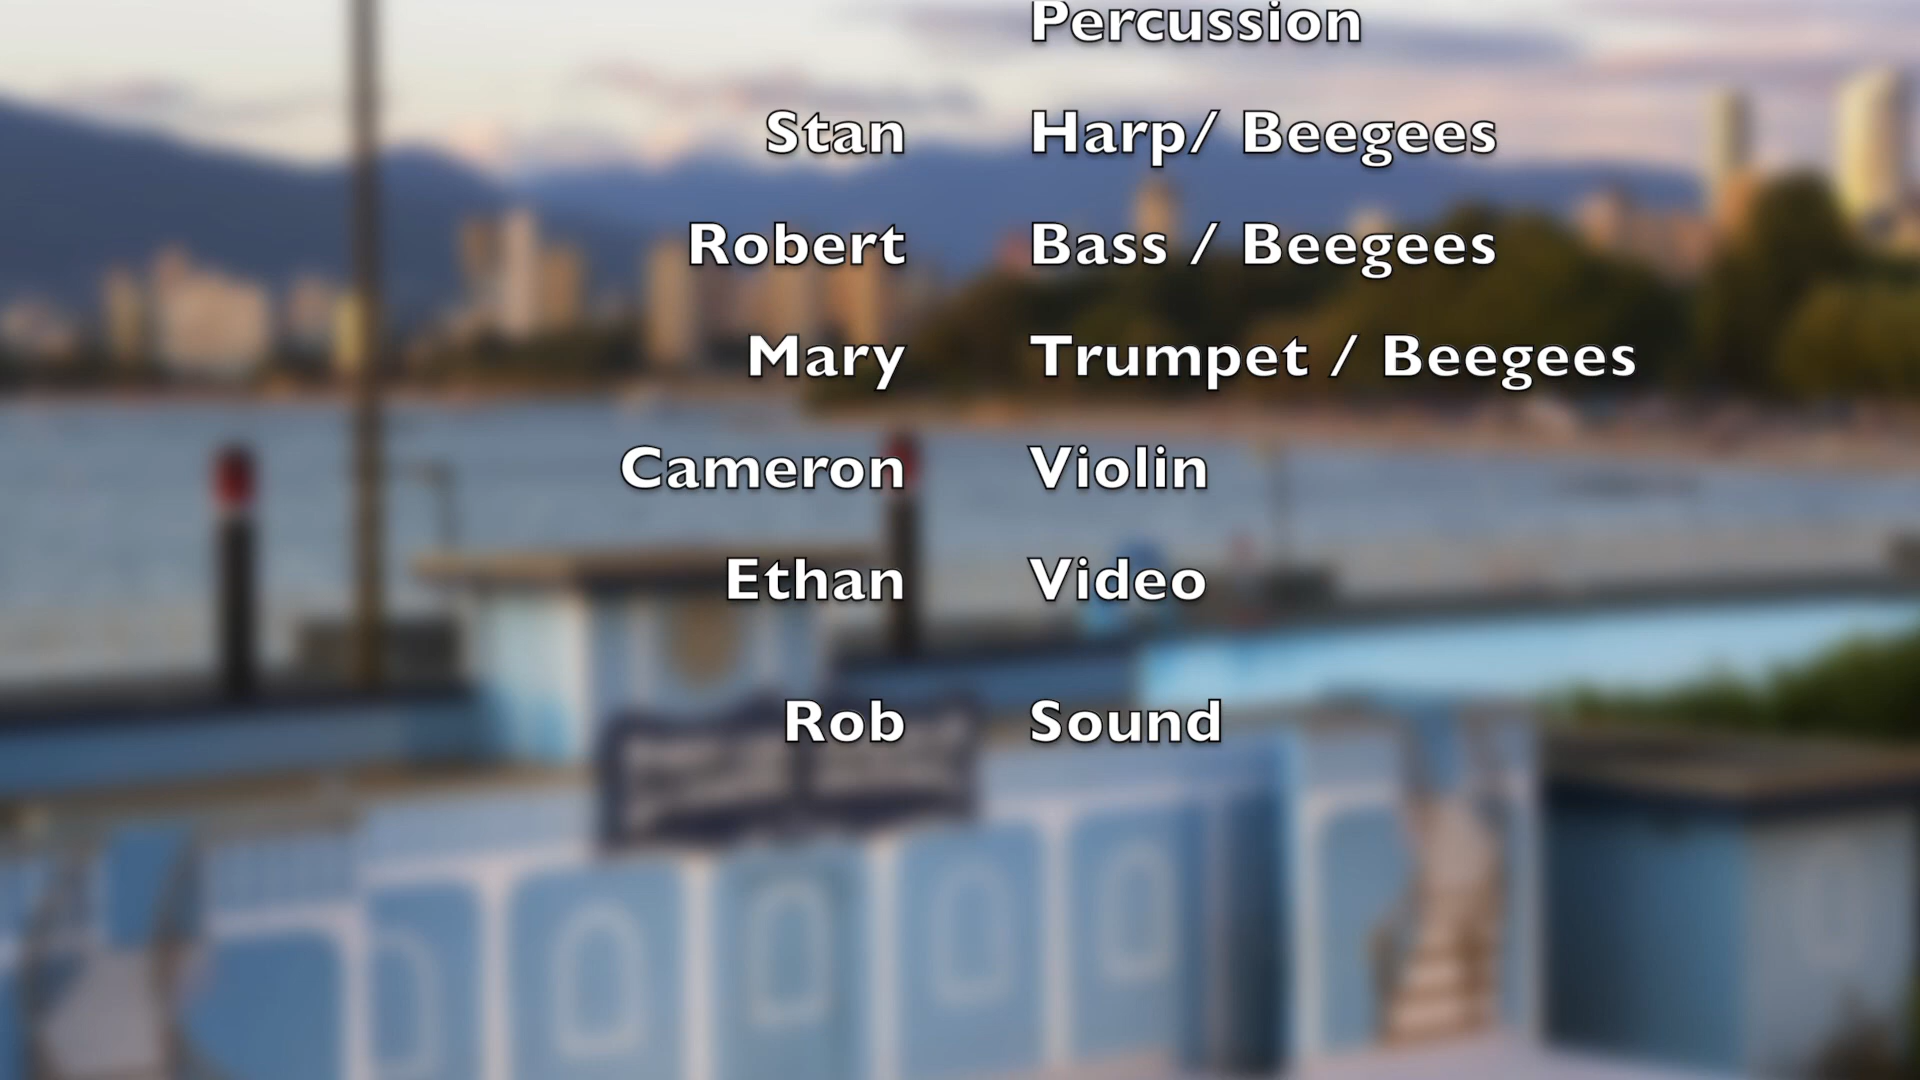 Percussion
Stan Harp/ Beegees
Robert Bass / Beegees
Mary Trumpet / Beegees
Cameron Violin
Ethan Video
Rob Sound